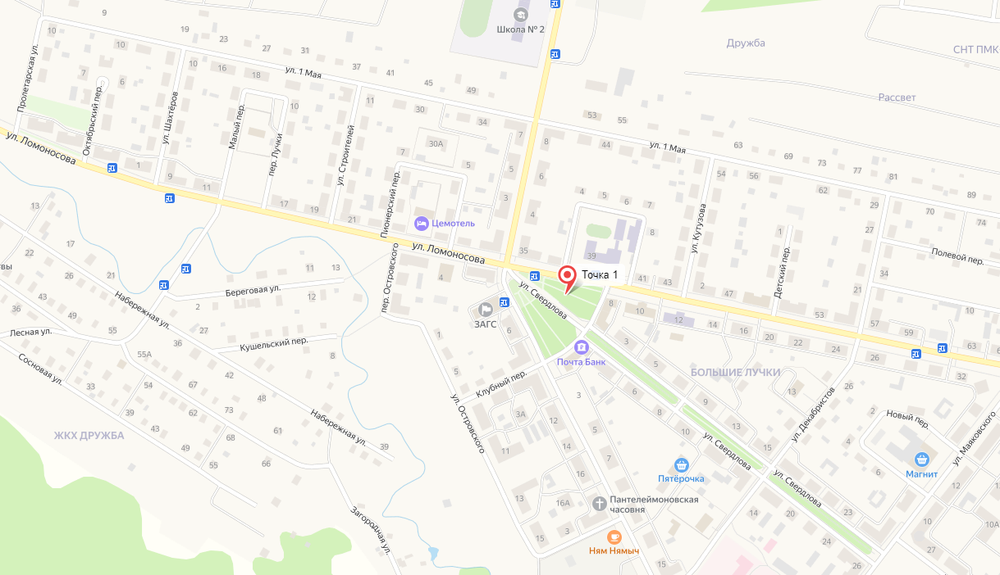 Школа № 2
Дружба
СНТ ПМК
Рассвет
Пролетарская ул.
Октябрьский пер.
ул. Шахтёров
Малый пер.
пер. Лучки
ул. Строителей
ул. 1 Мая
ул. 1 Мая
ул. Ломоносова
Пионерский пер.
Цемотель
ул. Ломоносова
пер. Островского
Точка 1
ул. Свердлова
ул. Кутузова
Детский пер.
Полевой пер.
твы
Набережная ул.
Береговая ул.
Кушельский пер.
Лесная ул.
Сосновая ул.
ЗАГС
Почта Банк
БОЛЬШИЕ ЛУЧКИ
Клубный пер.
ул. Островского
ул. Декабристов
Новый пер.
ул. Маяковского
Магнит
ЖКХ ДРУЖБА
Набережная ул.
Загородная ул.
Пятёрочка
ул. Свердлова
ул. Свердлова
Пантелеймоновская
часовня
Ням Нямыч
9
19
23
27
31
37
41
45
49
10
10
7
6
10
16
18
10
11
30
34
30А
7
5
7
5
3
8
6
4
53
55
44
63
69
73
77
81
89
54
56
62
29
27
70
74
1
9
11
17
19
21
35
39
4
5
6
7
8
41
43
2
47
1
10
57
59
63
13
22
17
26
21
43
55
55А
33
39
43
49
54
67
62
68
55
66
73
48
61
39
2
27
11
13
12
8
4
1
5
6
3А
11
12
14
16
16А
13
15
3
3
5
7
15
8
10
12
14
16
20
22
24
26
32
3
5
9
13
15
6
8
10
13
2
4
6
14
20
24
26
23
10
12
10А
27